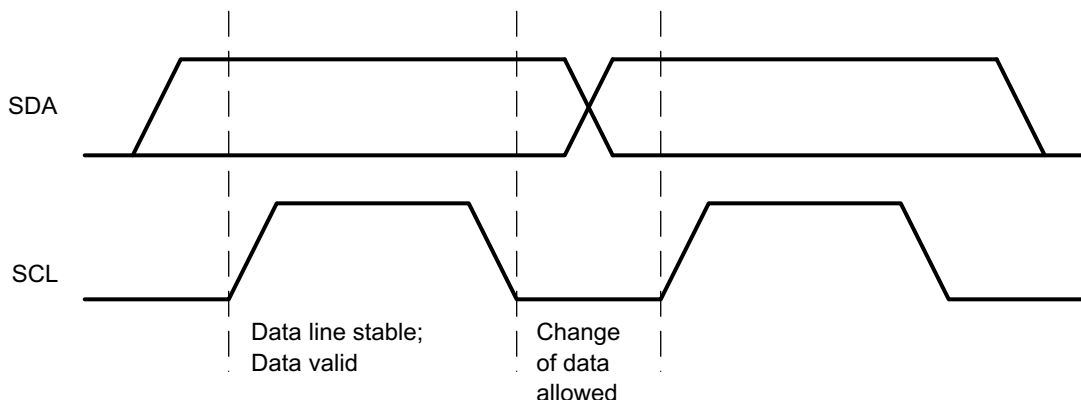 SDA
SCL
Data line stable;
Data valid
Change
of data
allowed